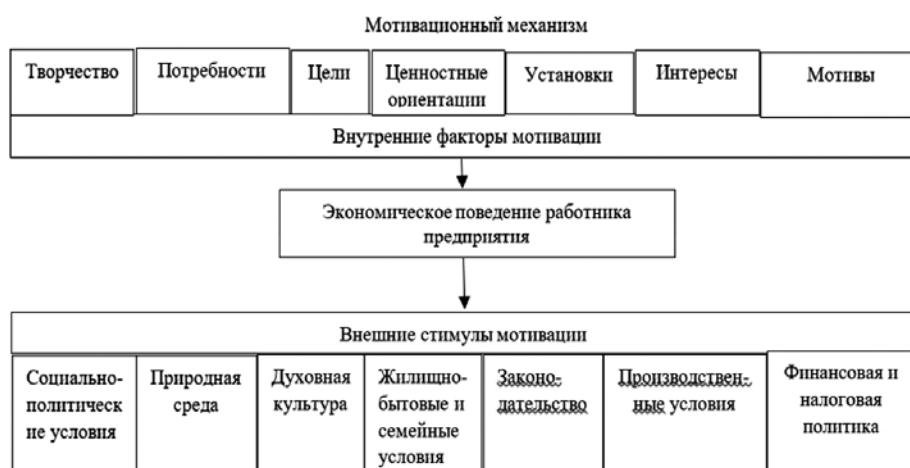 Мотивационный механизм
Творчество
Потребности
Цели
Ценностные
ориентации
Установки
Интересы
Мотивы
Внутренние факторы мотивации
Экономическое поведение работника
предприятия
Внешние стимулы мотивации
Социально-
политическ
ие условия
Природная
среда
Духовная
культура
Жилищно-
бытовые и
семейные
условия
Законо-
дательство
Производствен-
ные условия
Финансовая и
налоговая
политика